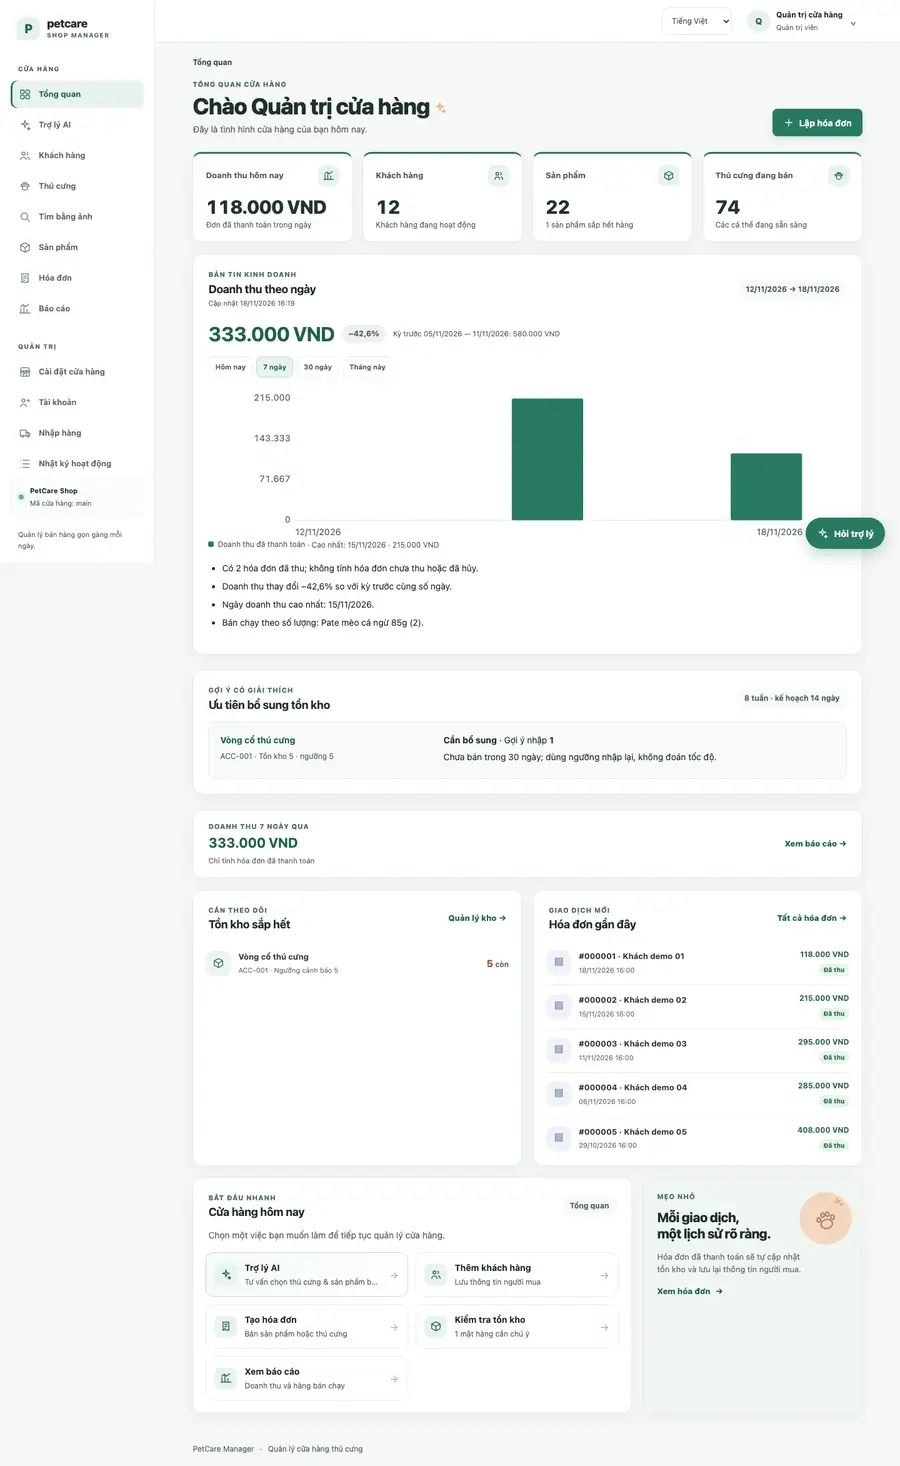 P
petcare
SHOP MANAGER
CỬA HÀNG
Tổng quan
Trợ lý AI
Khách hàng
Thú cưng
Tìm bằng ảnh
Sản phẩm
Hóa đơn
Báo cáo
QUẢN TRỊ
Cài đặt cửa hàng
Tài khoản
Nhập hàng
Nhật ký hoạt động
PetCare Shop
Mã cửa hàng: main
Quản lý bán hàng gọn gàng mỗi
ngày.
Tiếng Việt
Q
Quản trị cửa hàng
Quản trị viên
Tổng quan
TỔNG QUAN CỬA HÀNG
Chào Quản trị cửa hàng
Đây là tình hình cửa hàng của bạn hôm nay.
+ Lập hóa đơn
Doanh thu hôm nay
118.000 VND
Đơn đã thanh toán trong ngày
Khách hàng
12
Khách hàng đang hoạt động
Sản phẩm
22
1 sản phẩm sắp hết hàng
Thú cưng đang bán
74
Các cá thể đang sẵn sàng
BẢN TIN KINH DOANH
Doanh thu theo ngày
Cập nhật 18/11/2026 16:19
12/11/2026 → 18/11/2026
333.000 VND
−42,6%
Kỳ trước 05/11/2026 — 11/11/2026: 580.000 VND
Hôm nay
7 ngày
30 ngày
Tháng này
215.000
143.333
71.667
0
12/11/2026
18/11/2026
Doanh thu đã thanh toán · Cao nhất: 15/11/2026 · 215.000 VND
Hỏi trợ lý
• Có 2 hóa đơn đã thu; không tính hóa đơn chưa thu hoặc đã hủy.
• Doanh thu thay đổi −42,6% so với kỳ trước cùng số ngày.
• Ngày doanh thu cao nhất: 15/11/2026.
• Bán chạy theo số lượng: Pate mèo cá ngừ 85g (2).
GỢI Ý CÓ GIẢI THÍCH
Ưu tiên bổ sung tồn kho
8 tuần · kế hoạch 14 ngày
Vòng cổ thú cưng
ACC-001 · Tồn kho 5 · ngưỡng 5
Cần bổ sung · Gợi ý nhập 1
Chưa bán trong 30 ngày; dùng ngưỡng nhập lại, không đoán tốc độ.
DOANH THU 7 NGÀY QUA
333.000 VND
Chỉ tính hóa đơn đã thanh toán
Xem báo cáo →
CẦN THEO DÕI
Tồn kho sắp hết
Quản lý kho →
Vòng cổ thú cưng
ACC-001 · Ngưỡng cảnh báo 5
5 còn
GIAO DỊCH MỚI
Hóa đơn gần đây
Tất cả hóa đơn →
#000001 · Khách demo 01
18/11/2026 16:00
118.000 VND
Đã thu
#000002 · Khách demo 02
15/11/2026 16:00
215.000 VND
Đã thu
#000003 · Khách demo 03
11/11/2026 16:00
295.000 VND
Đã thu
#000004 · Khách demo 04
06/11/2026 16:00
285.000 VND
Đã thu
#000005 · Khách demo 05
29/10/2026 16:00
408.000 VND
Đã thu
BẮT ĐẦU NHANH
Cửa hàng hôm nay
Tổng quan
Chọn một việc bạn muốn làm để tiếp tục quản lý cửa hàng.
Trợ lý AI
Tư vấn chọn thú cưng & sản phẩm b... →
Thêm khách hàng
Lưu thông tin người mua →
Tạo hóa đơn
Bán sản phẩm hoặc thú cưng →
Kiểm tra tồn kho
1 mặt hàng cần chú ý →
Xem báo cáo
Doanh thu và hàng bán chạy →
MẸO NHỎ
Mỗi giao dịch,
một lịch sử rõ ràng.
Hóa đơn đã thanh toán sẽ tự cập nhật
tồn kho và lưu lại thông tin người mua.
Xem hóa đơn →
PetCare Manager · Quản lý cửa hàng thú cưng